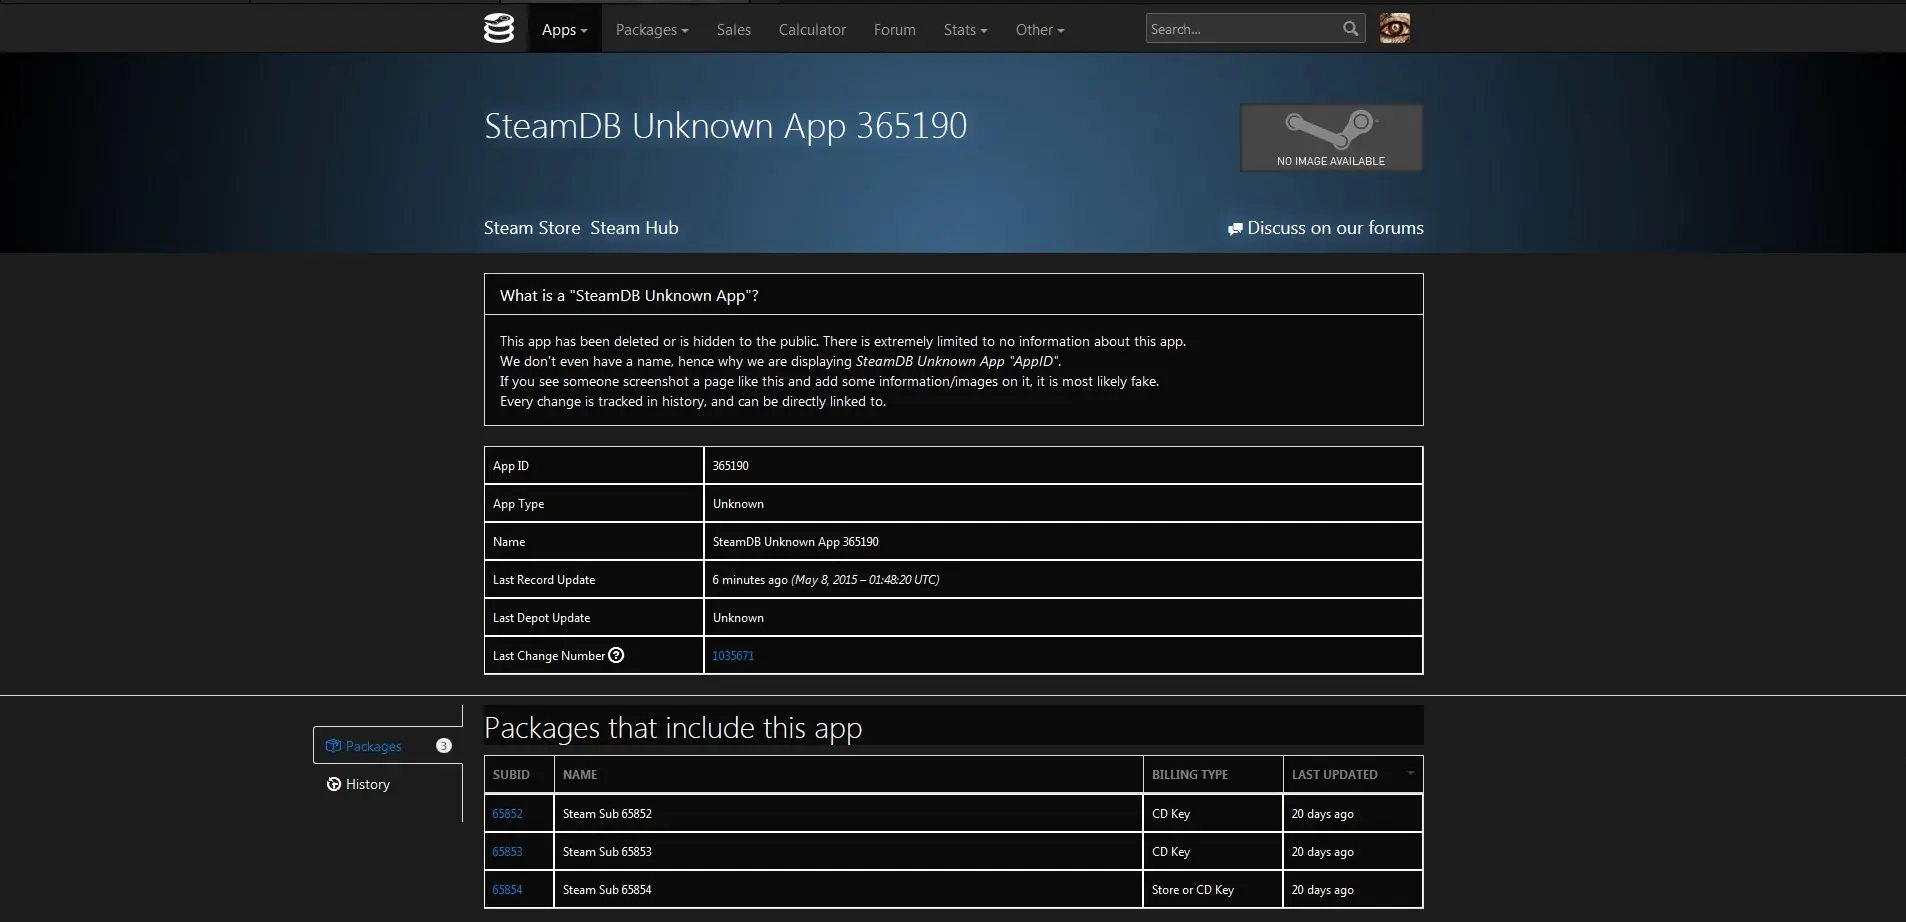 Apps Packages Sales Calculator Forum Stats Other Search...
SteamDB Unknown App 365190
NO IMAGE AVAILABLE
Steam Store Steam Hub Discuss on our forums
What is a "SteamDB Unknown App"?
This app has been deleted or is hidden to the public. There is extremely limited to no information about this app.
We don't even have a name, hence why we are displaying SteamDB Unknown App "AppID".
If you see someone screenshot a page like this and add some information/images on it, it is most likely fake.
Every change is tracked in history, and can be directly linked to.
App ID 365190
App Type Unknown
Name SteamDB Unknown App 365190
Last Record Update 6 minutes ago (May 8, 2015 – 01:48:20 UTC)
Last Depot Update Unknown
Last Change Number ? 1035671
Packages 3
History
Packages that include this app
SUBID NAME BILLING TYPE LAST UPDATED
65852 Steam Sub 65852 CD Key 20 days ago
65853 Steam Sub 65853 CD Key 20 days ago
65854 Steam Sub 65854 Store or CD Key 20 days ago